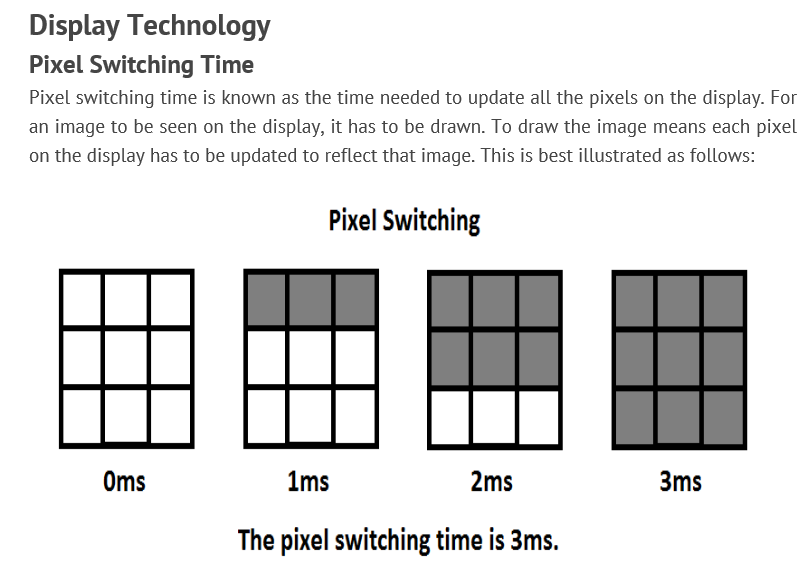 Display Technology
Pixel Switching Time
Pixel switching time is known as the time needed to update all the pixels on the display. For
an image to be seen on the display, it has to be drawn. To draw the image means each pixel
on the display has to be updated to reflect that image. This is best illustrated as follows:
Pixel Switching
0ms 1ms 2ms 3ms
The pixel switching time is 3ms.